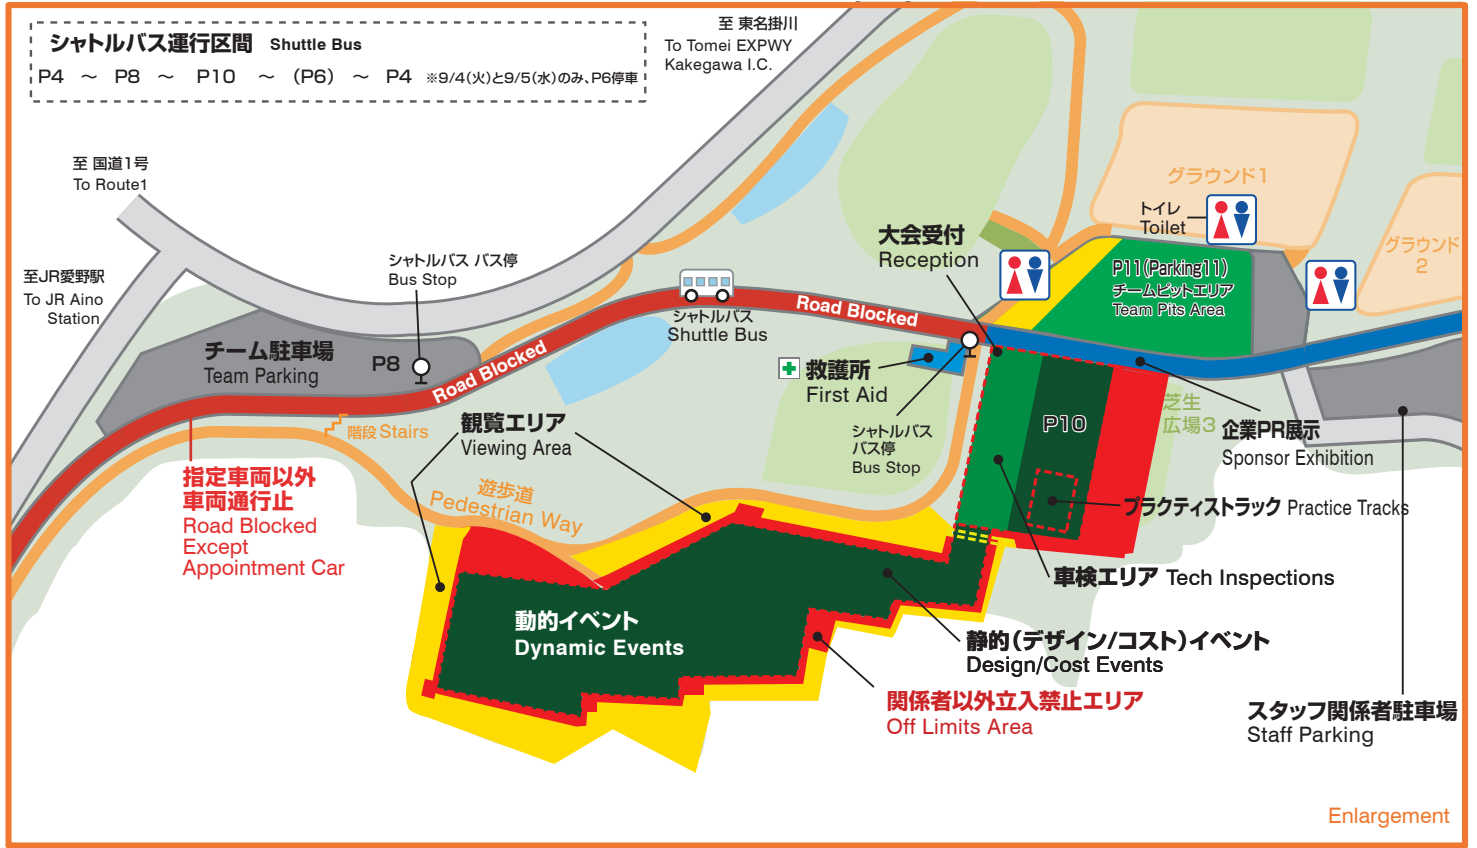 シャトルバス運行区間 Shuttle Bus
P4 ～ P8 ～ P10 ～ (P6) ～ P4 ※9/4(火)と9/5(水)のみ、P6停車
至 東名掛川
To Tomei EXPWY
Kakegawa I.C.
至 国道1号
To Route1
至JR愛野駅
To JR Aino
Station
シャトルバス バス停
Bus Stop
チーム駐車場
Team Parking
P8
Road Blocked
シャトルバス
Shuttle Bus
Road Blocked
大会受付
Reception
グラウンド1
トイレ
Toilet
グラウンド
2
P11(Parking11)
チームピットエリア
Team Pits Area
救護所
First Aid
シャトルバス
バス停
Bus Stop
P10
芝生
広場3
企業PR展示
Sponsor Exhibition
階段 Stairs
観覧エリア
Viewing Area
指定車両以外
車両通行止
Road Blocked
Except
Appointment Car
遊歩道
Pedestrian Way
プラクティストラック Practice Tracks
車検エリア Tech Inspections
動的イベント
Dynamic Events
静的(デザイン/コスト)イベント
Design/Cost Events
関係者以外立入禁止エリア
Off Limits Area
スタッフ関係者駐車場
Staff Parking
Enlargement